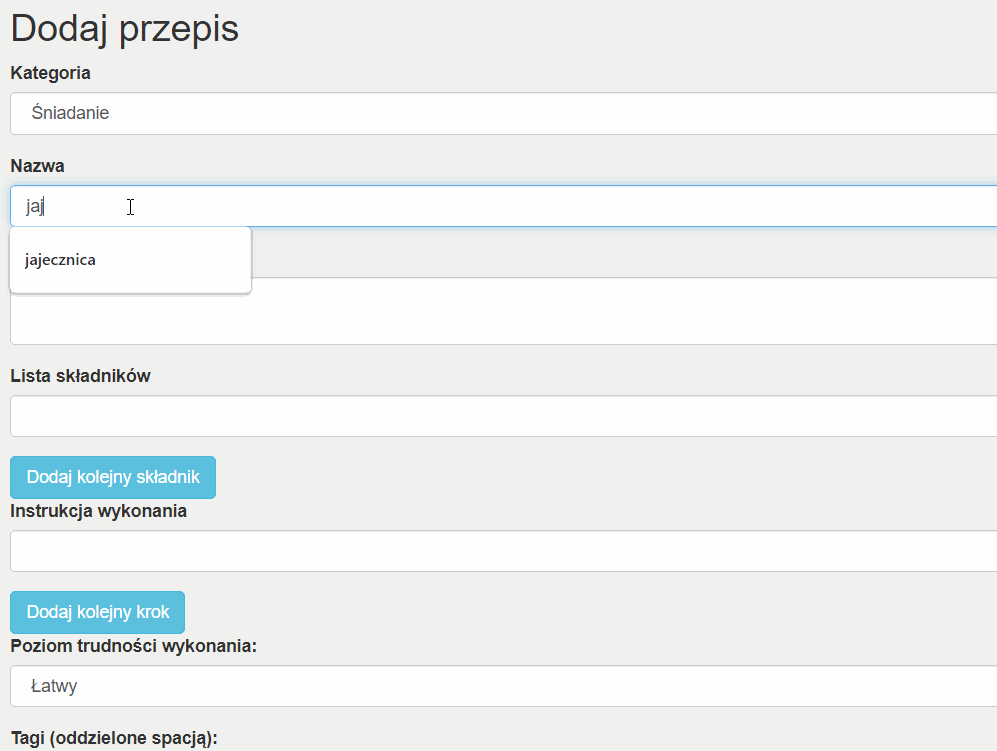 Dodaj przepis
Kategoria
Śniadanie
Nazwa
jaj
jajecznica
Lista składników
Dodaj kolejny składnik
Instrukcja wykonania
Dodaj kolejny krok
Poziom trudności wykonania:
Łatwy
Tagi (oddzielone spacją):